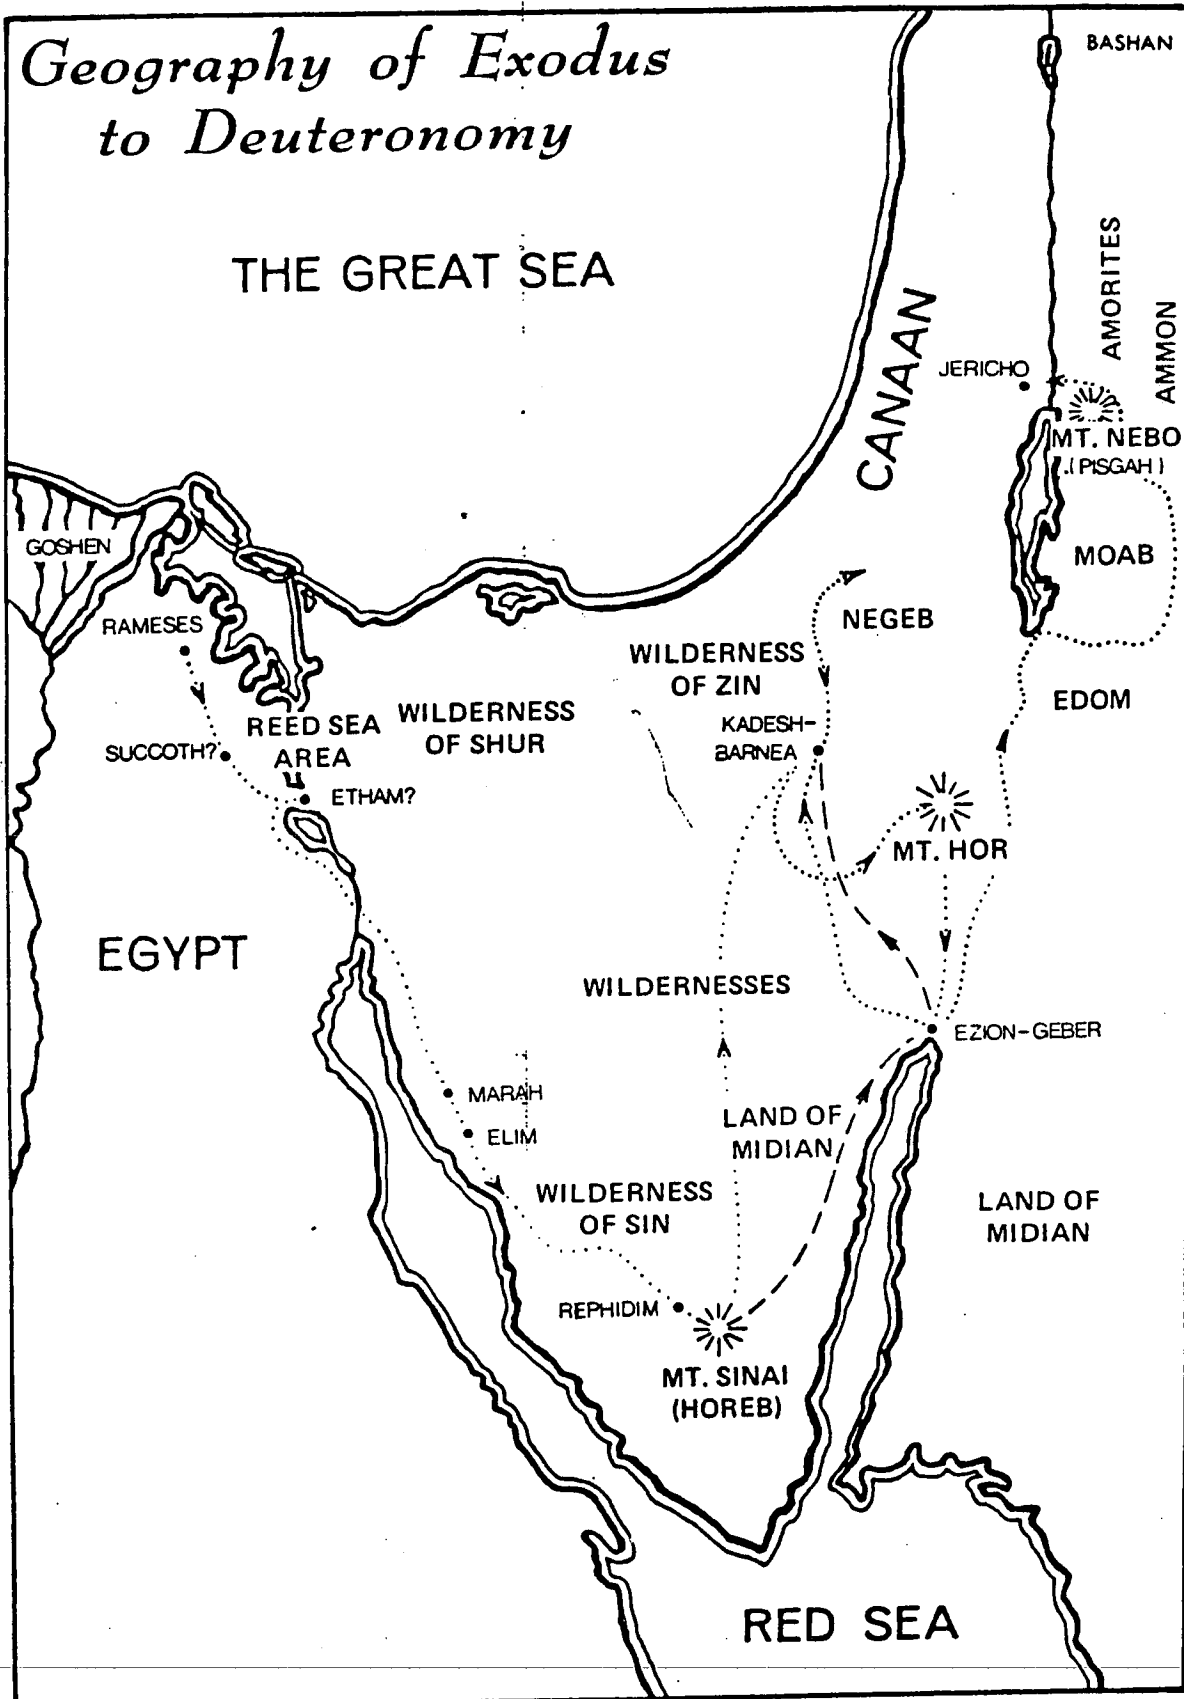 Geography of Exodus
to Deuteronomy
BASHAN
THE GREAT SEA
AMORITES
AMMON
CANAAN
JERICHO
MT. NEBO
(PISGAH)
GOSHEN
MOAB
RAMESES
NEGEB
WILDERNESS
OF ZIN
EDOM
REED SEA
AREA
WILDERNESS
OF SHUR
KADESH-
BARNEA
SUCCOTH?
ETHAM?
MT. HOR
EGYPT
WILDERNESSES
EZION-GEBER
MARAH
ELIM
LAND OF
MIDIAN
WILDERNESS
OF SIN
LAND OF
MIDIAN
REPHIDIM
MT. SINAI
(HOREB)
RED SEA